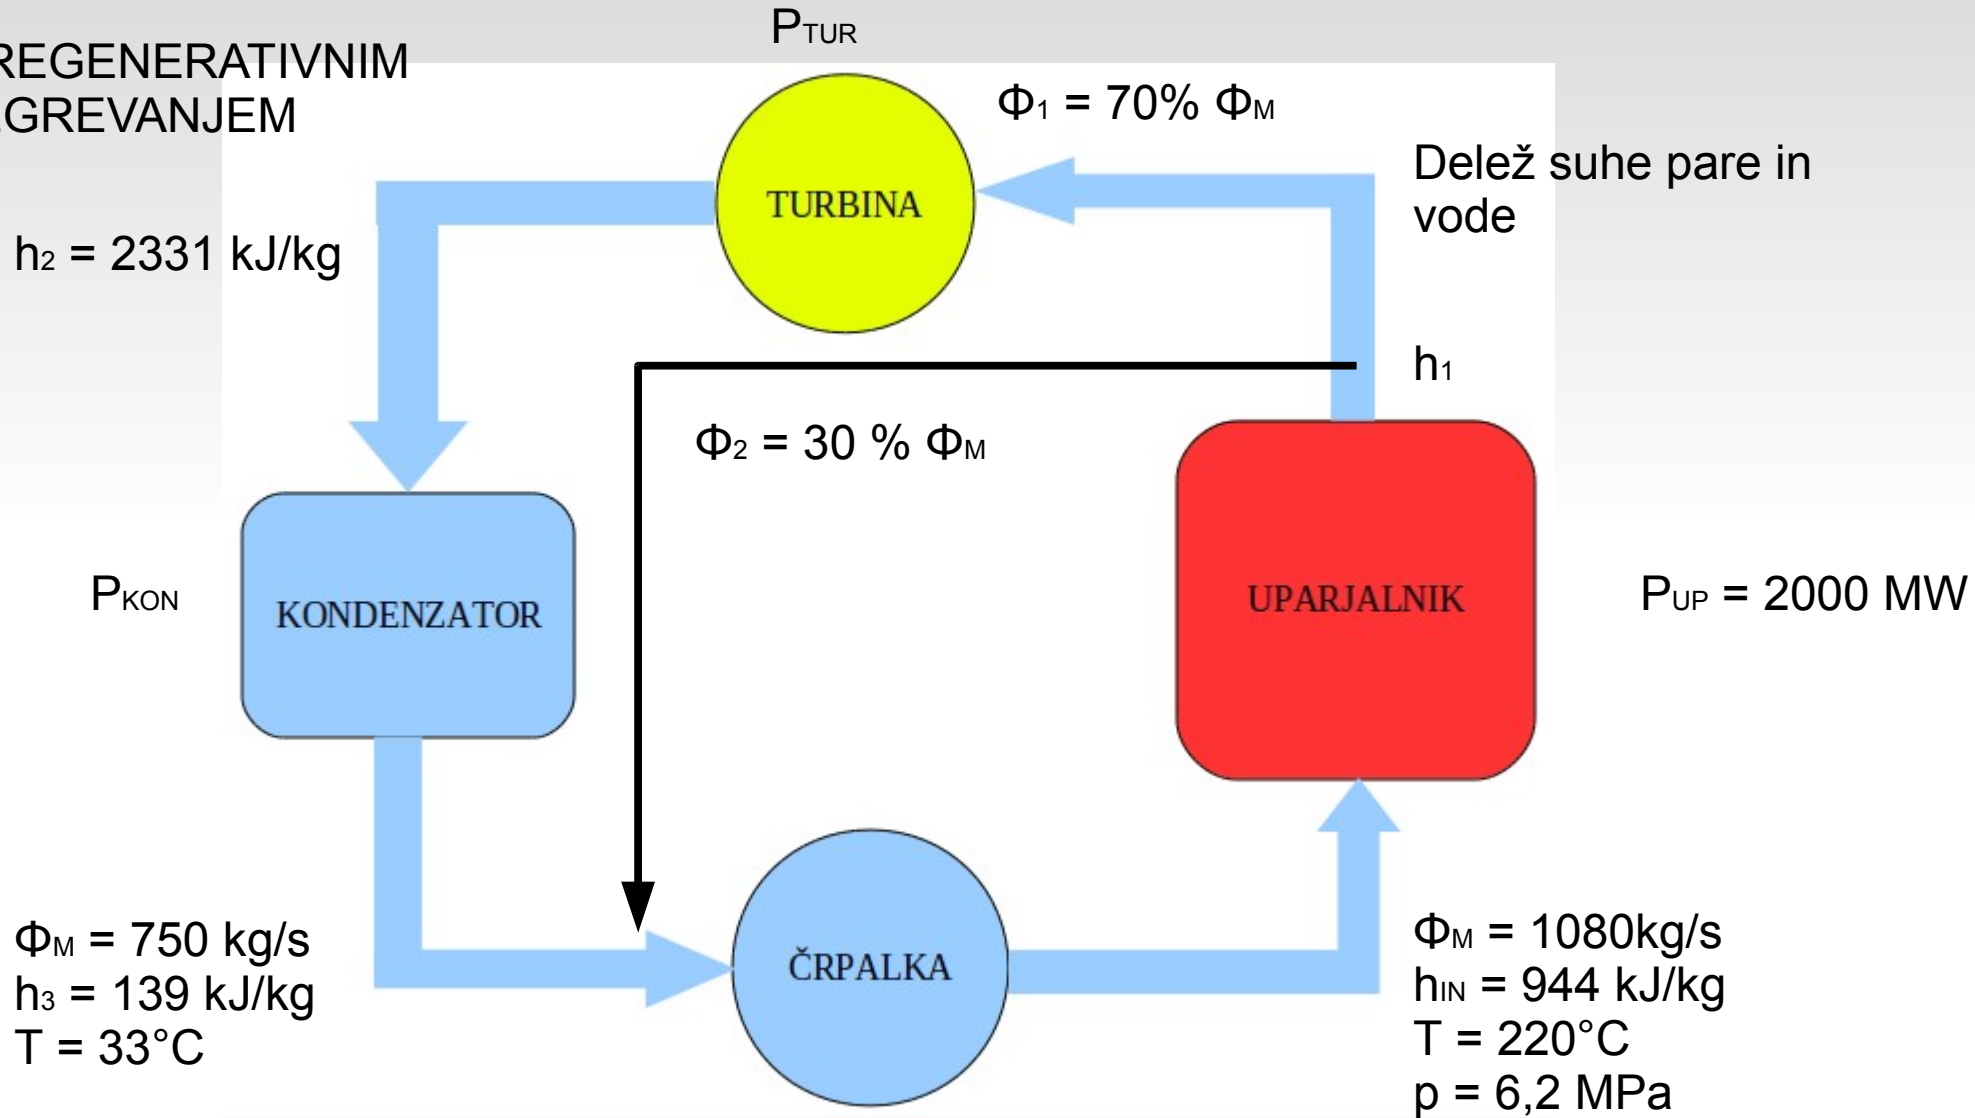 PTUR
REGENERATIVNIM
GREVANJEM
Φ1 = 70% ΦM
Delež suhe pare in
vode
TURBINA
h2 = 2331 kJ/kg
h1
Φ2 = 30 % ΦM
PKON
KONDENZATOR
UPARJALNIK
PUP = 2000 MW
ΦM = 750 kg/s
h3 = 139 kJ/kg
T = 33°C
ČRPALKA
ΦM = 1080kg/s
hIN = 944 kJ/kg
T = 220°C
p = 6,2 MPa